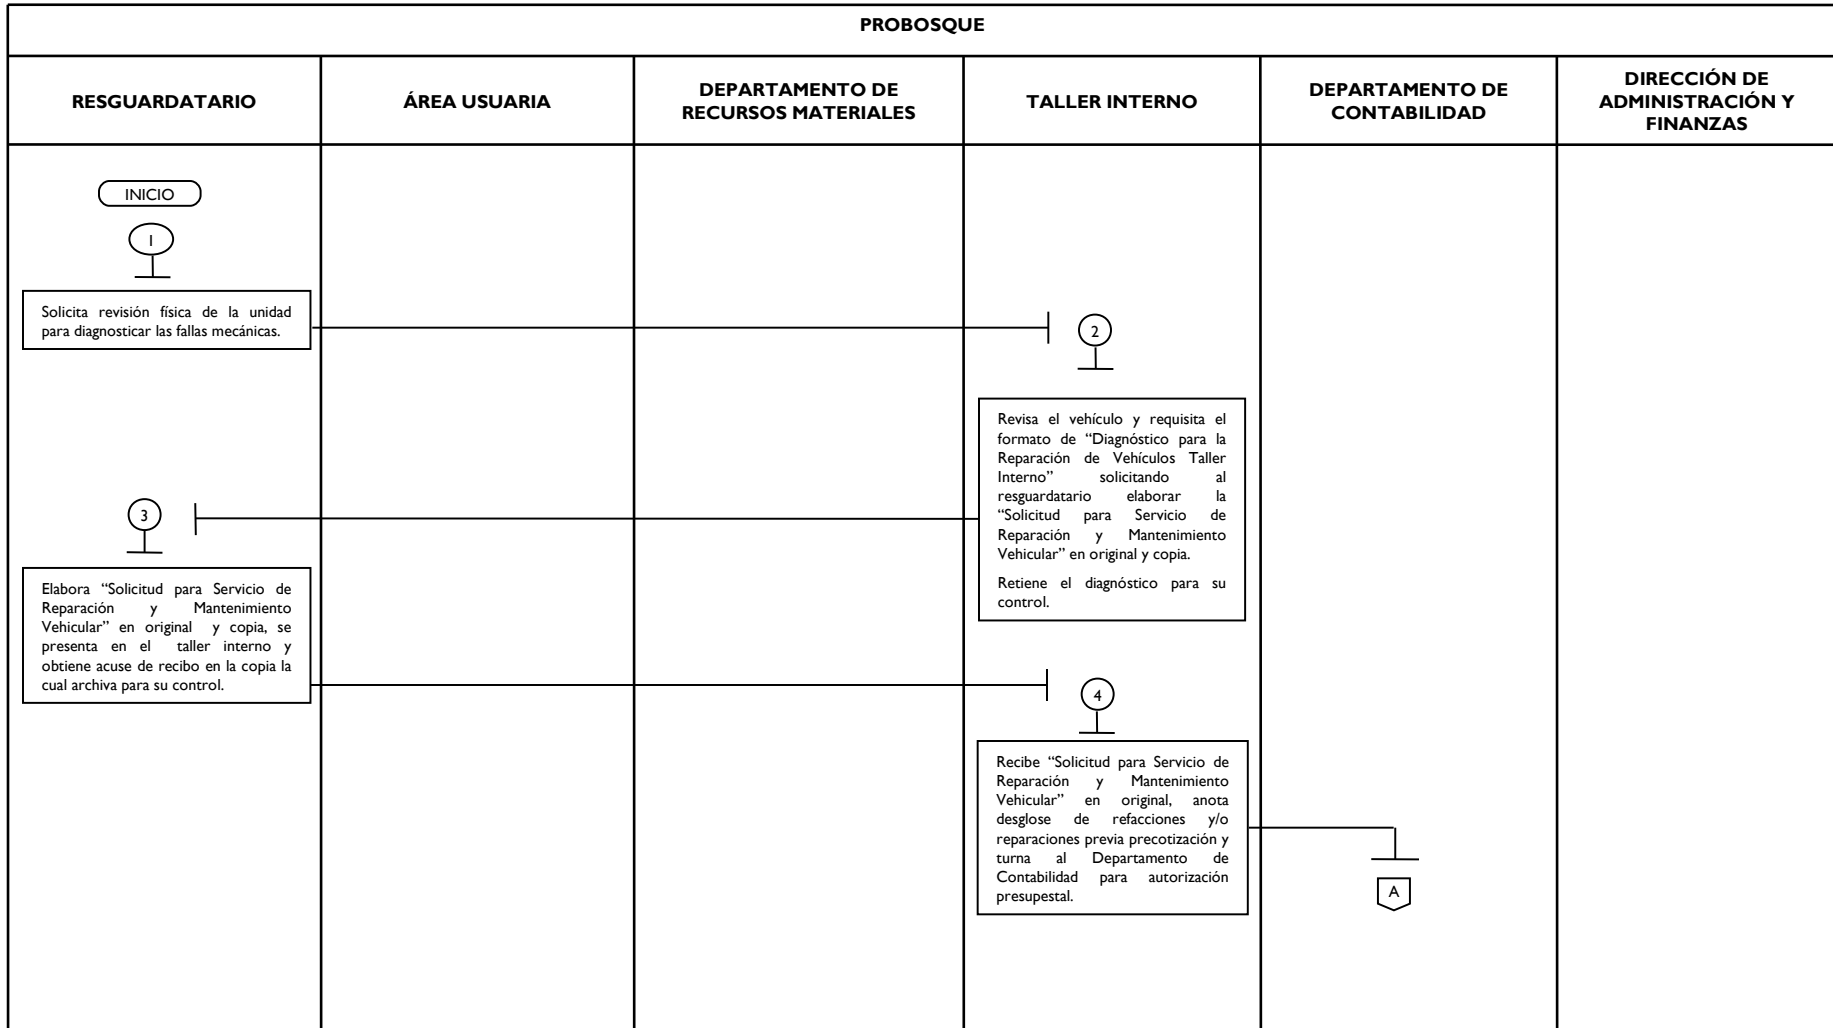 PROBOSQUE
RESGUARDATARIO
ÁREA USUARIA
DEPARTAMENTO DE
RECURSOS MATERIALES
TALLER INTERNO
DEPARTAMENTO DE
CONTABILIDAD
DIRECCIÓN DE
ADMINISTRACIÓN Y
FINANZAS
INICIO
1
Solicita revisión física de la unidad
para diagnosticar las fallas mecánicas.
2
Revisa el vehículo y requisita el
formato de “Diagnóstico para la
Reparación de Vehículos Taller
Interno” solicitando al
resguardatario elaborar la
“Solicitud para Servicio de
Reparación y Mantenimiento
Vehicular” en original y copia.
Retiene el diagnóstico para su
control.
3
Elabora “Solicitud para Servicio de
Reparación y Mantenimiento
Vehicular” en original y copia, se
presenta en el taller interno y
obtiene acuse de recibo en la copia la
cual archiva para su control.
4
Recibe “Solicitud para Servicio de
Reparación y Mantenimiento
Vehicular” en original, anota
desglose de refacciones y/o
reparaciones previa precotización y
turna al Departamento de
Contabilidad para autorización
presupestal.
A